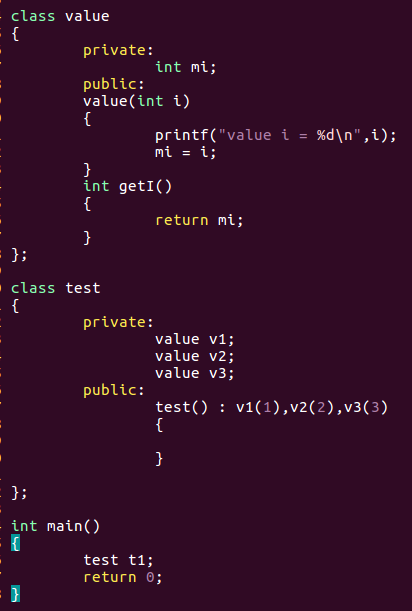 class value
{
private:
int mi;
public:
value(int i)
{
printf("value i = %d\n",i);
mi = i;
}
int getI()
{
return mi;
}
};
class test
{
private:
value v1;
value v2;
value v3;
public:
test() : v1(1),v2(2),v3(3)
{
}
};
int main()
{
test t1;
return 0;
}